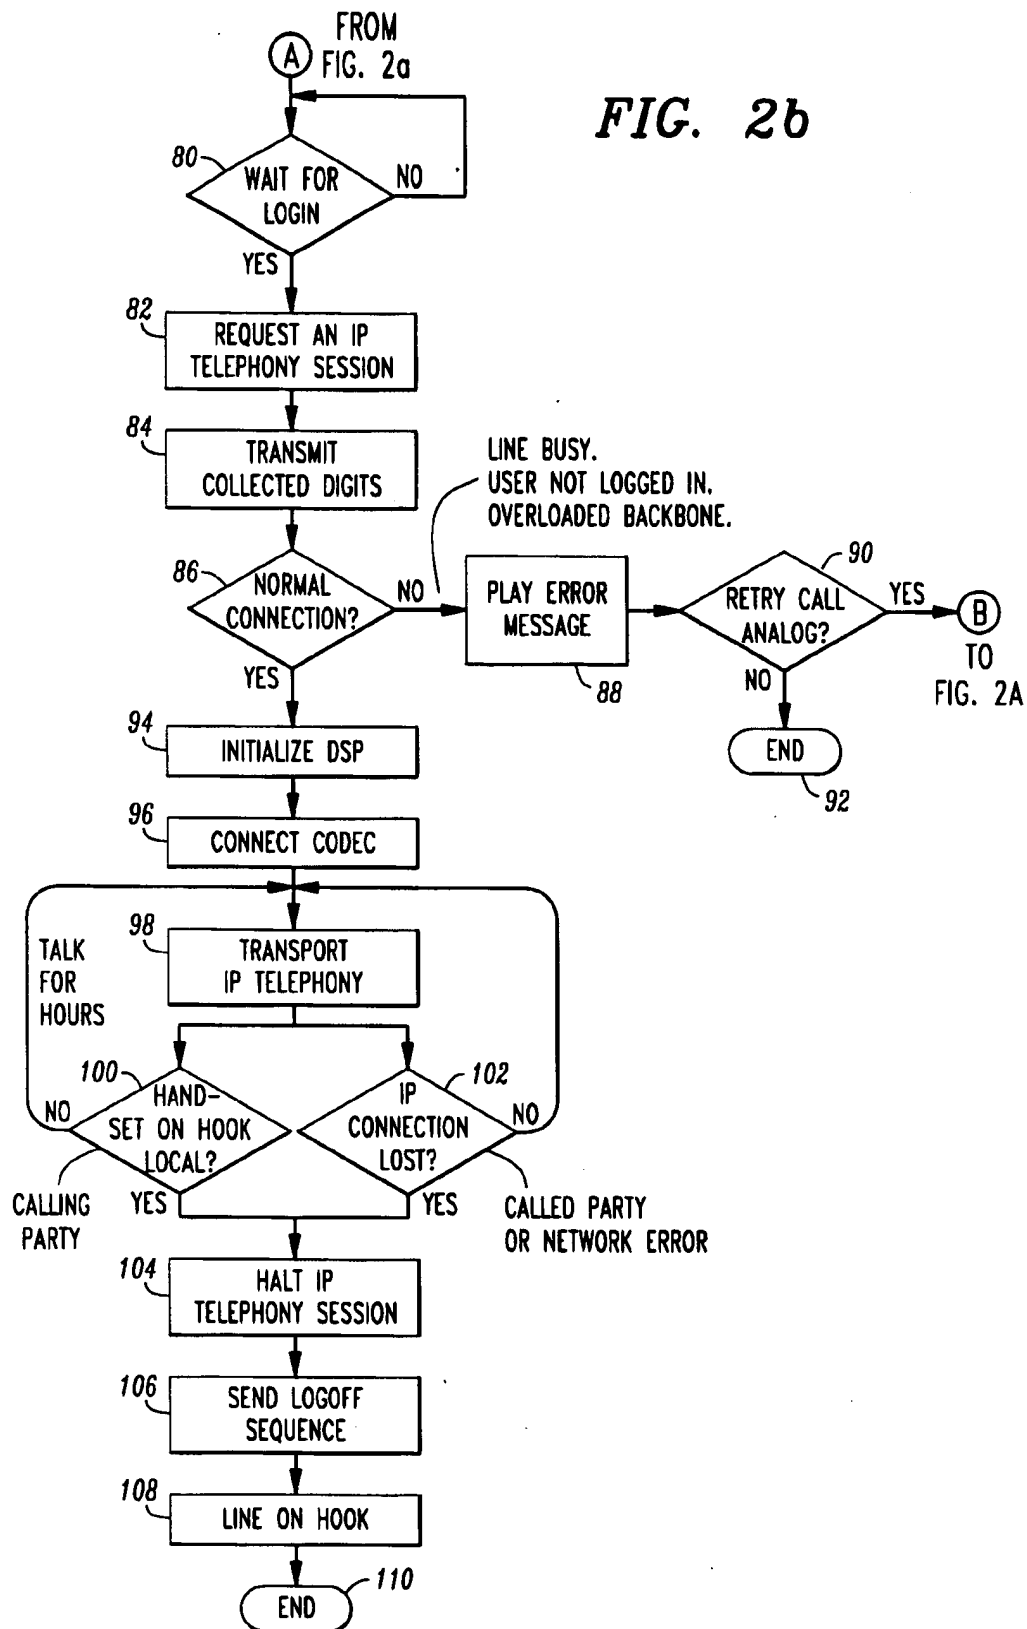 FROM
FIG. 2a
A
FIG. 2b
80
WAIT FOR
LOGIN
NO
YES
82
REQUEST AN IP
TELEPHONY SESSION
84
TRANSMIT
COLLECTED DIGITS
LINE BUSY.
USER NOT LOGGED IN.
OVERLOADED BACKBONE.
86
NORMAL
CONNECTION?
NO
YES
PLAY ERROR
MESSAGE
88
90
RETRY CALL
ANALOG?
YES
B
TO
FIG. 2A
NO
END
92
94
INITIALIZE DSP
96
CONNECT CODEC
98
TRANSPORT
IP TELEPHONY
TALK
FOR
HOURS
100
HAND-
SET ON HOOK
LOCAL?
NO
YES
CALLING
PARTY
102
IP
CONNECTION
LOST?
NO
YES
CALLED PARTY
OR NETWORK ERROR
104
HALT IP
TELEPHONY SESSION
106
SEND LOGOFF
SEQUENCE
108
LINE ON HOOK
110
END